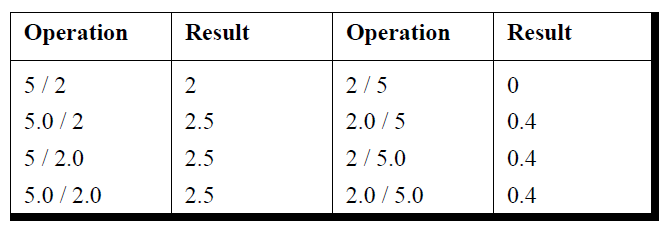 Operation Result Operation Result
5 / 2 2 2 / 5 0
5.0 / 2 2.5 2.0 / 5 0.4
5 / 2.0 2.5 2 / 5.0 0.4
5.0 / 2.0 2.5 2.0 / 5.0 0.4